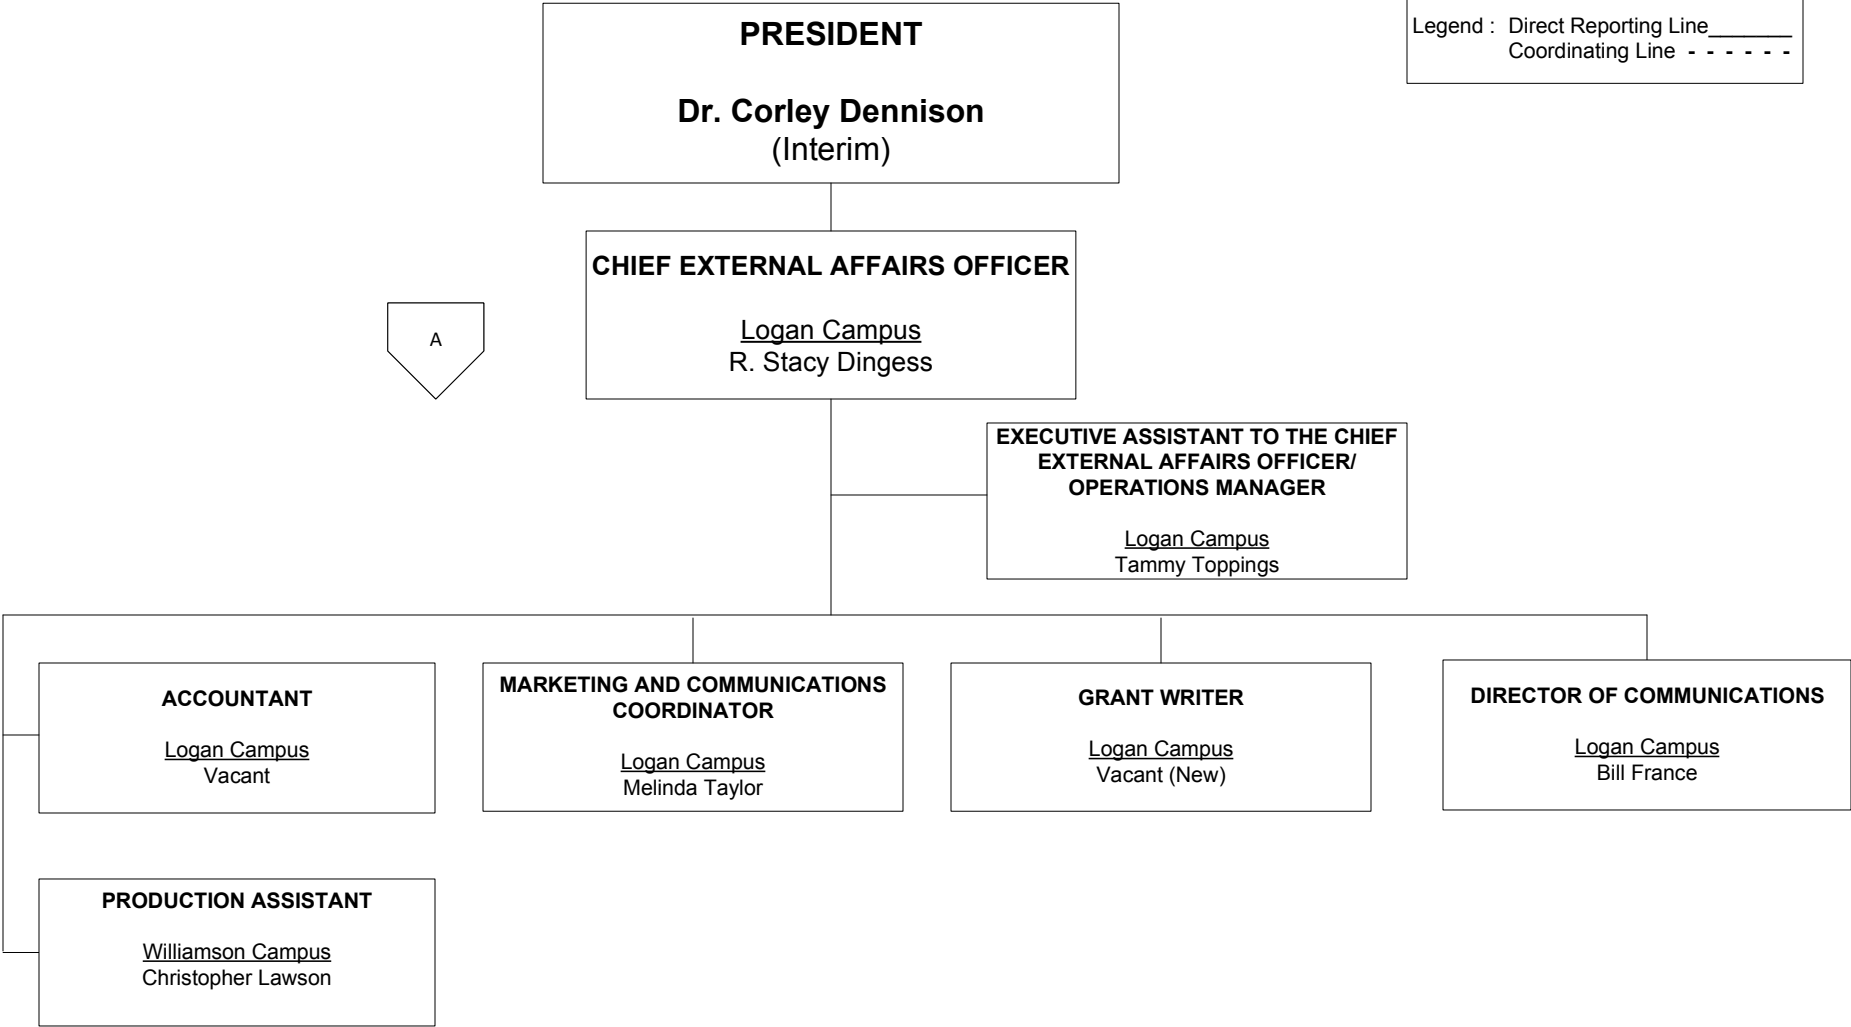 PRESIDENT
Dr. Corley Dennison
(Interim)
Legend : Direct Reporting Line_______
Coordinating Line - - - - - -
CHIEF EXTERNAL AFFAIRS OFFICER
Logan Campus
R. Stacy Dingess
A
EXECUTIVE ASSISTANT TO THE CHIEF
EXTERNAL AFFAIRS OFFICER/
OPERATIONS MANAGER
Logan Campus
Tammy Toppings
ACCOUNTANT
Logan Campus
Vacant
MARKETING AND COMMUNICATIONS
COORDINATOR
Logan Campus
Melinda Taylor
GRANT WRITER
Logan Campus
Vacant (New)
DIRECTOR OF COMMUNICATIONS
Logan Campus
Bill France
PRODUCTION ASSISTANT
Williamson Campus
Christopher Lawson